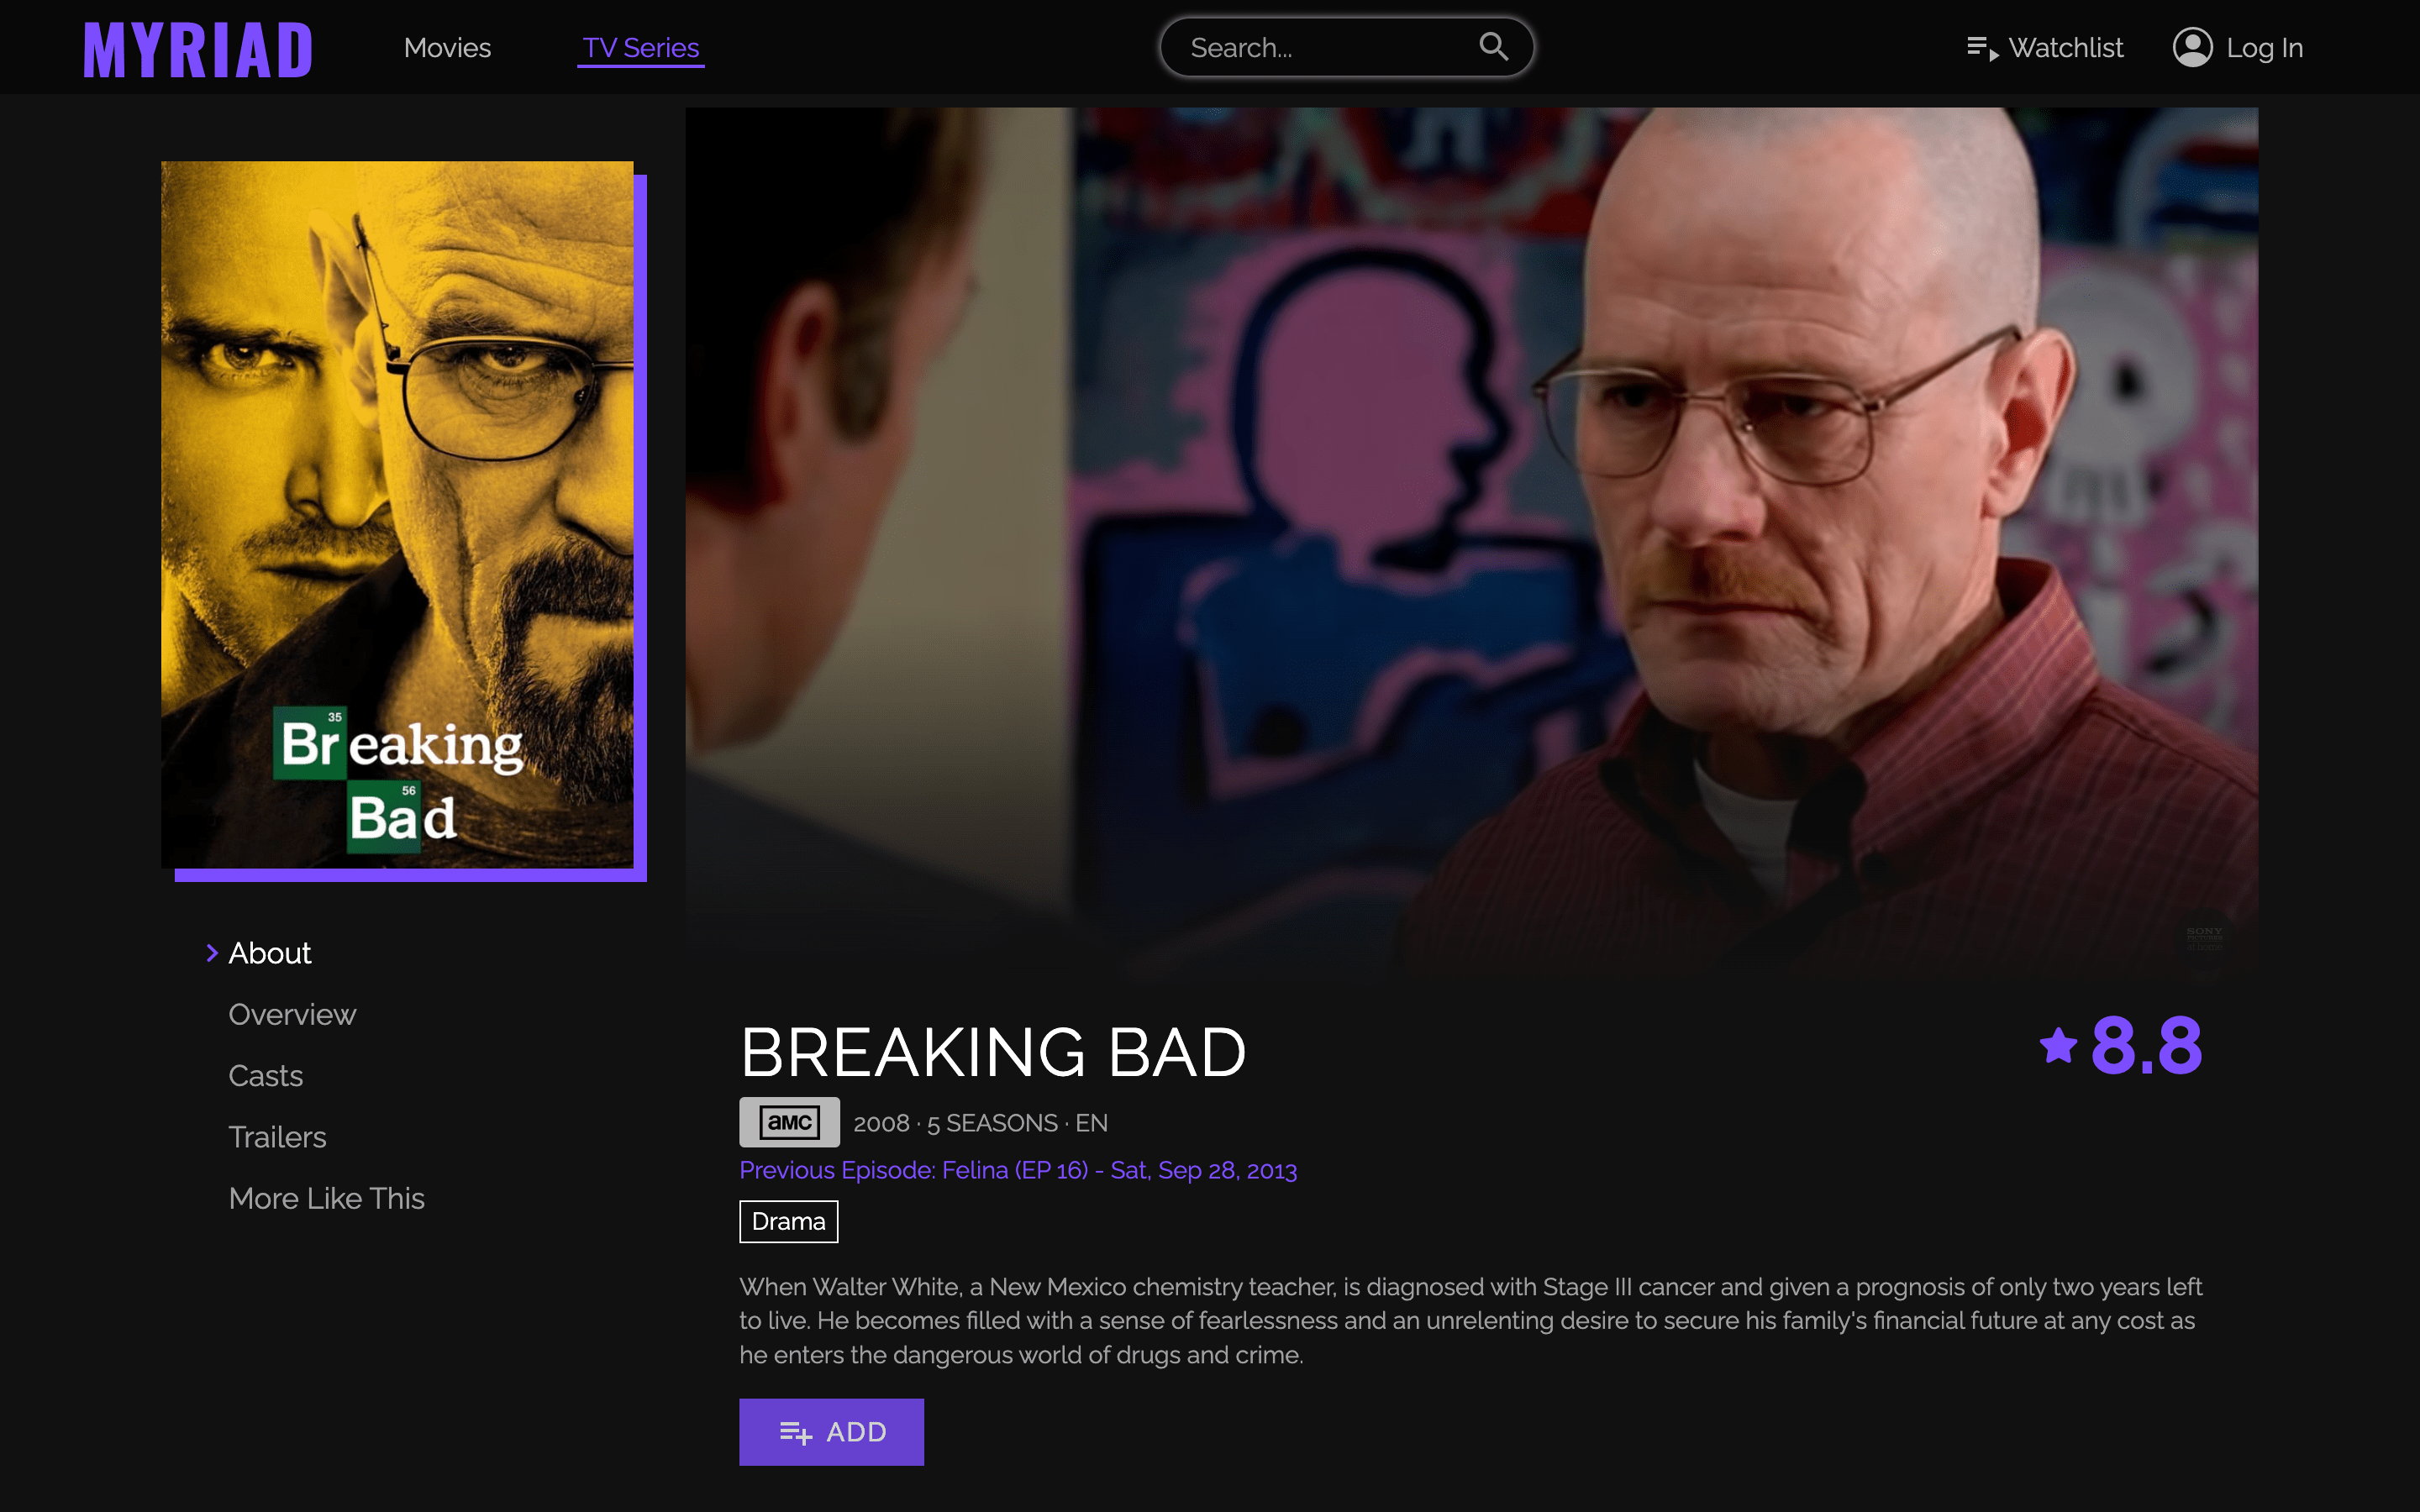 MYRIAD
Movies
TV Series
Search...
Watchlist
Log In
35
Breaking
56
Bad
SONY
About
Overview
Casts
Trailers
More Like This
BREAKING BAD
8.8
aMC
2008 · 5 SEASONS · EN
Previous Episode: Felina (EP 16) - Sat, Sep 28, 2013
Drama
When Walter White, a New Mexico chemistry teacher, is diagnosed with Stage III cancer and given a prognosis of only two years left
to live. He becomes filled with a sense of fearlessness and an unrelenting desire to secure his family's financial future at any cost as
he enters the dangerous world of drugs and crime.
ADD